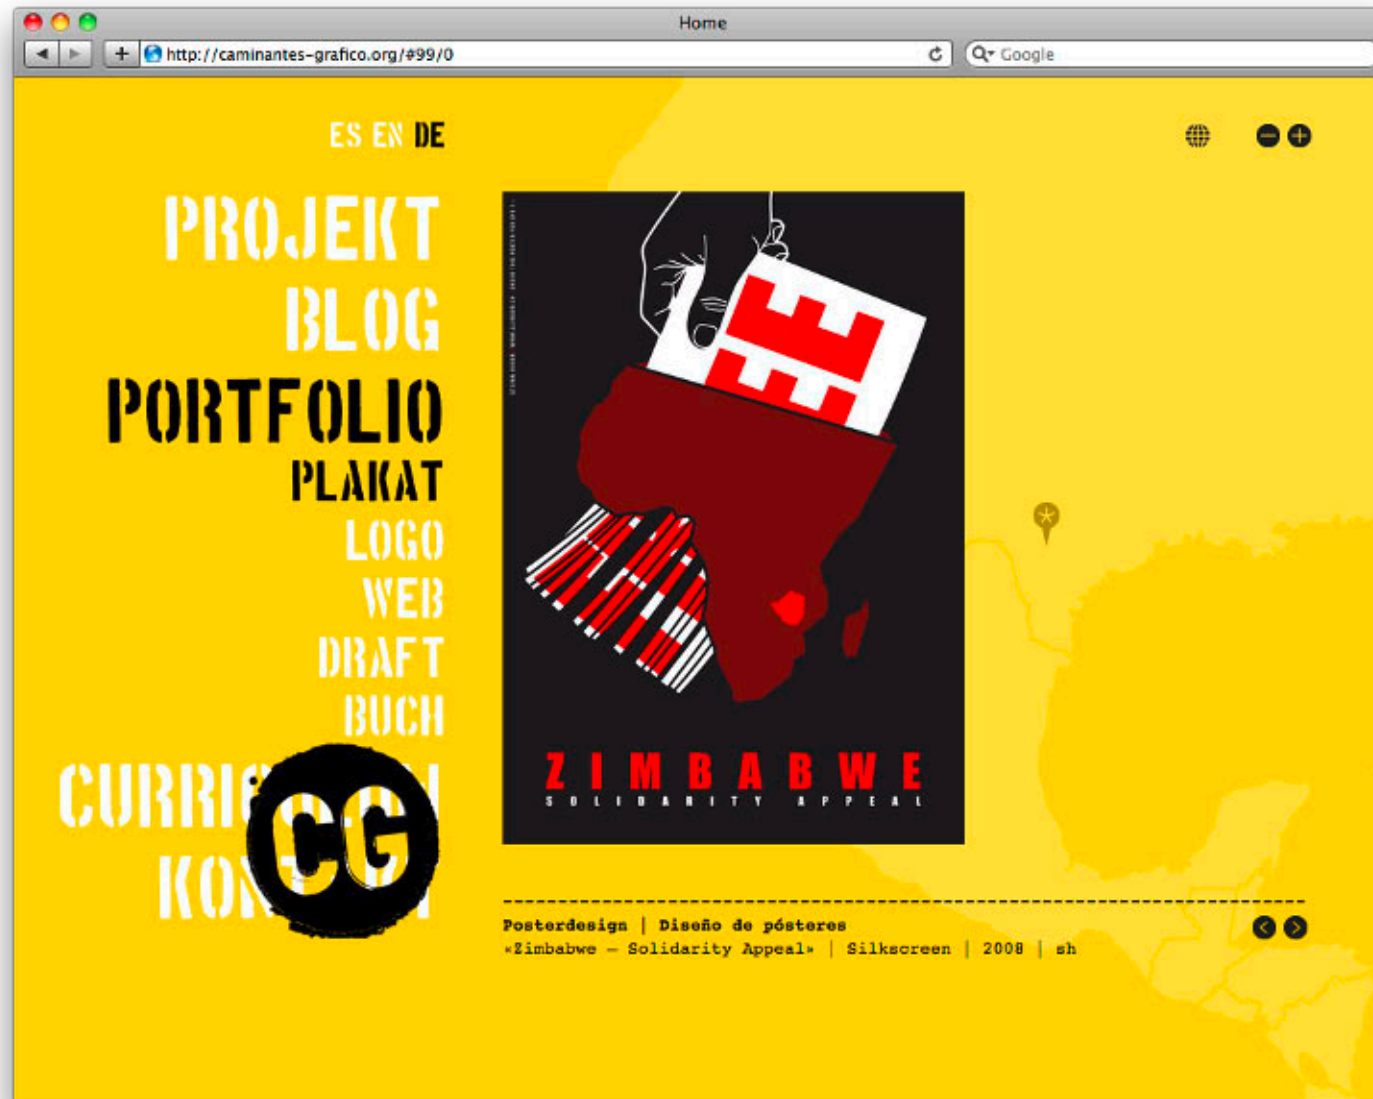 Home
http://caminantes-grafico.org/#99/0
Google
ES EN DE
PROJEKT
BLOG
PORTFOLIO
PLAKAT
LOGO
WEB
DRAFT
BUCH
CG
ZIMBABWE
SOLIDARITY APPEAL
Posterdesign | Diseño de pósteres
«Zimbabwe – Solidarity Appeal» | Silkscreen | 2008 | sh